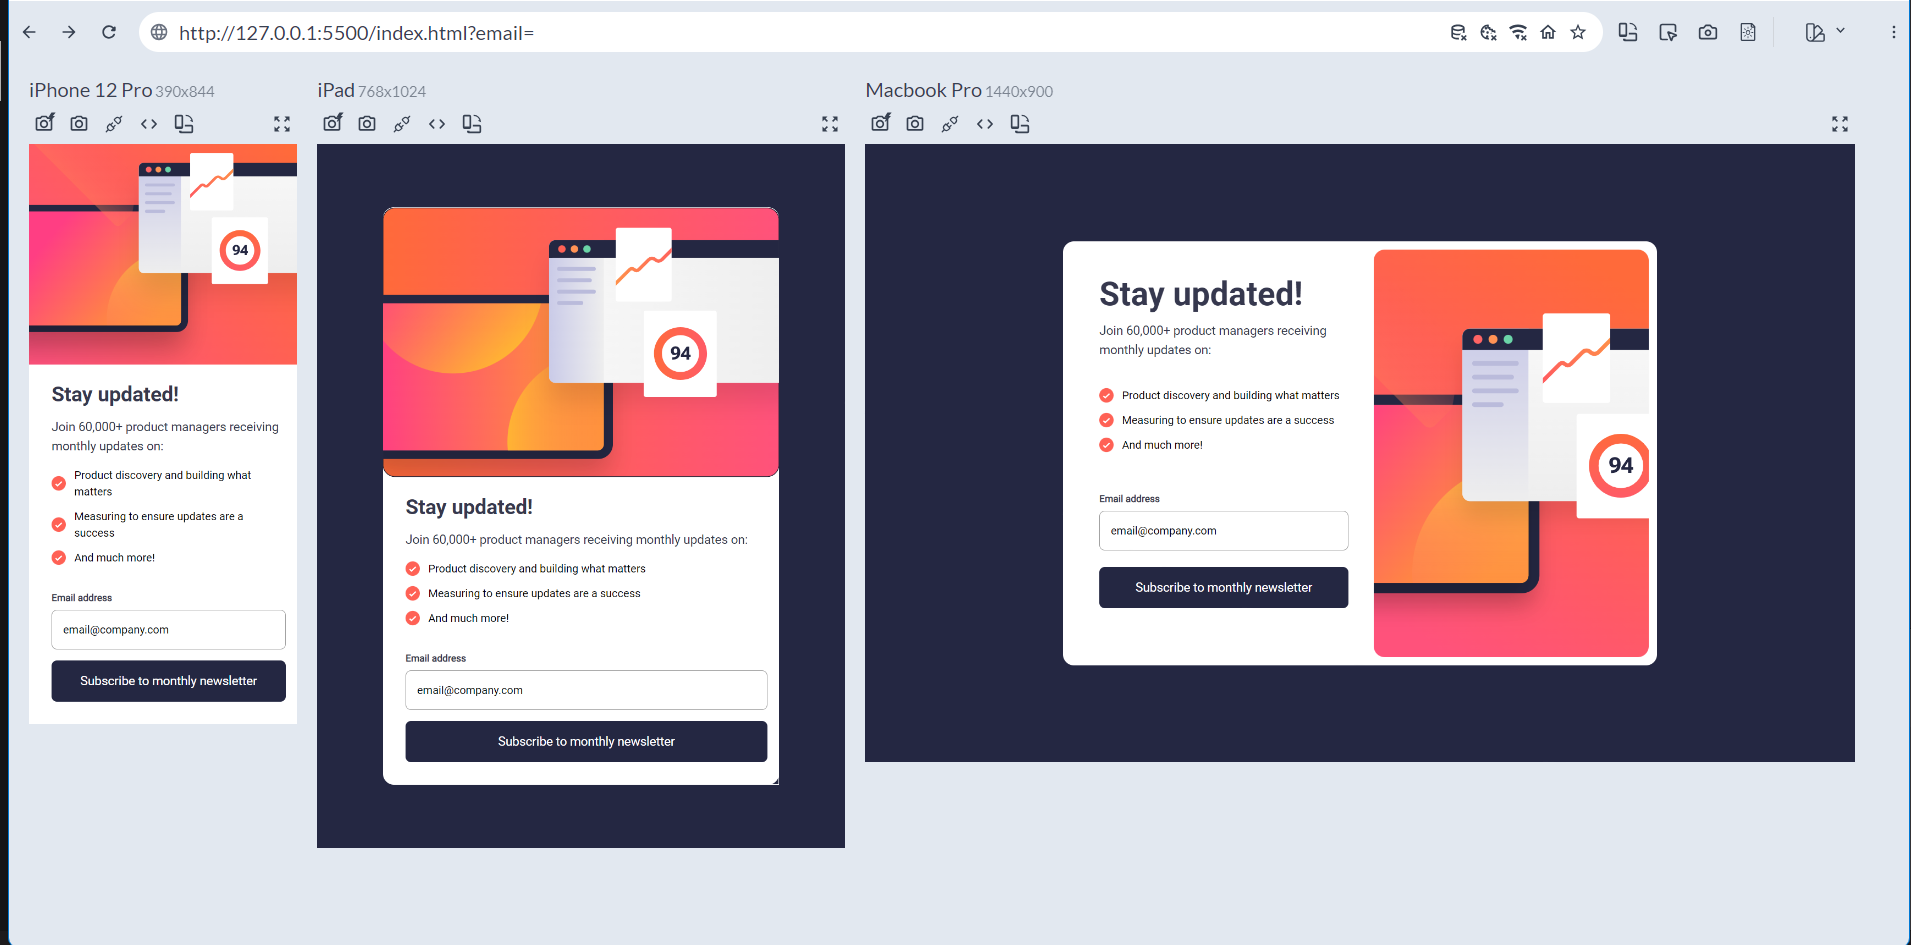 http://127.0.0.1:5500/index.html?email=
iPhone 12 Pro 390x844
94
Stay updated!
Join 60,000+ product managers receiving
monthly updates on:
Product discovery and building what
matters
Measuring to ensure updates are a
success
And much more!
Email address
email@company.com
Subscribe to monthly newsletter
iPad 768x1024
94
Stay updated!
Join 60,000+ product managers receiving monthly updates on:
Product discovery and building what matters
Measuring to ensure updates are a success
And much more!
Email address
email@company.com
Subscribe to monthly newsletter
Macbook Pro 1440x900
Stay updated!
Join 60,000+ product managers receiving
monthly updates on:
Product discovery and building what matters
Measuring to ensure updates are a success
And much more!
Email address
email@company.com
Subscribe to monthly newsletter
94